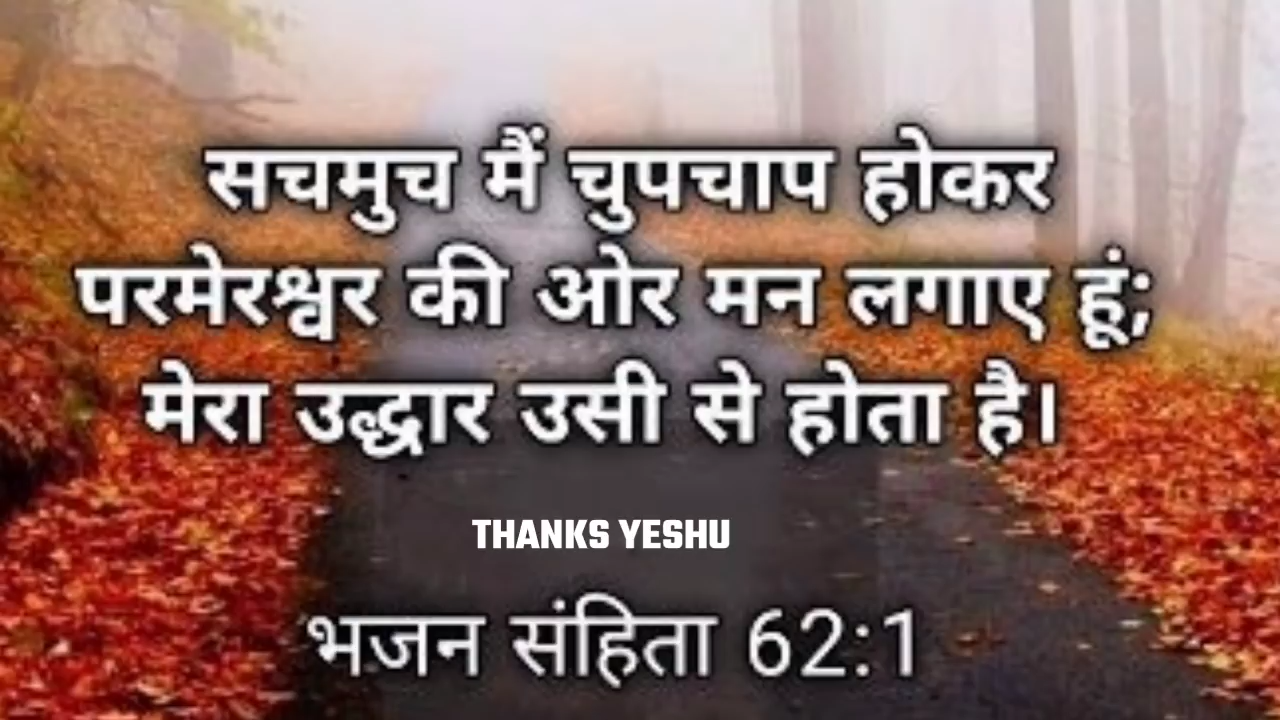 सचमुच मैं चुपचाप होकर
परमेरश्वर की ओर मन लगाए हूं;
मेरा उद्धार उसी से होता है।
THANKS YESHU
भजन संहिता 62:1